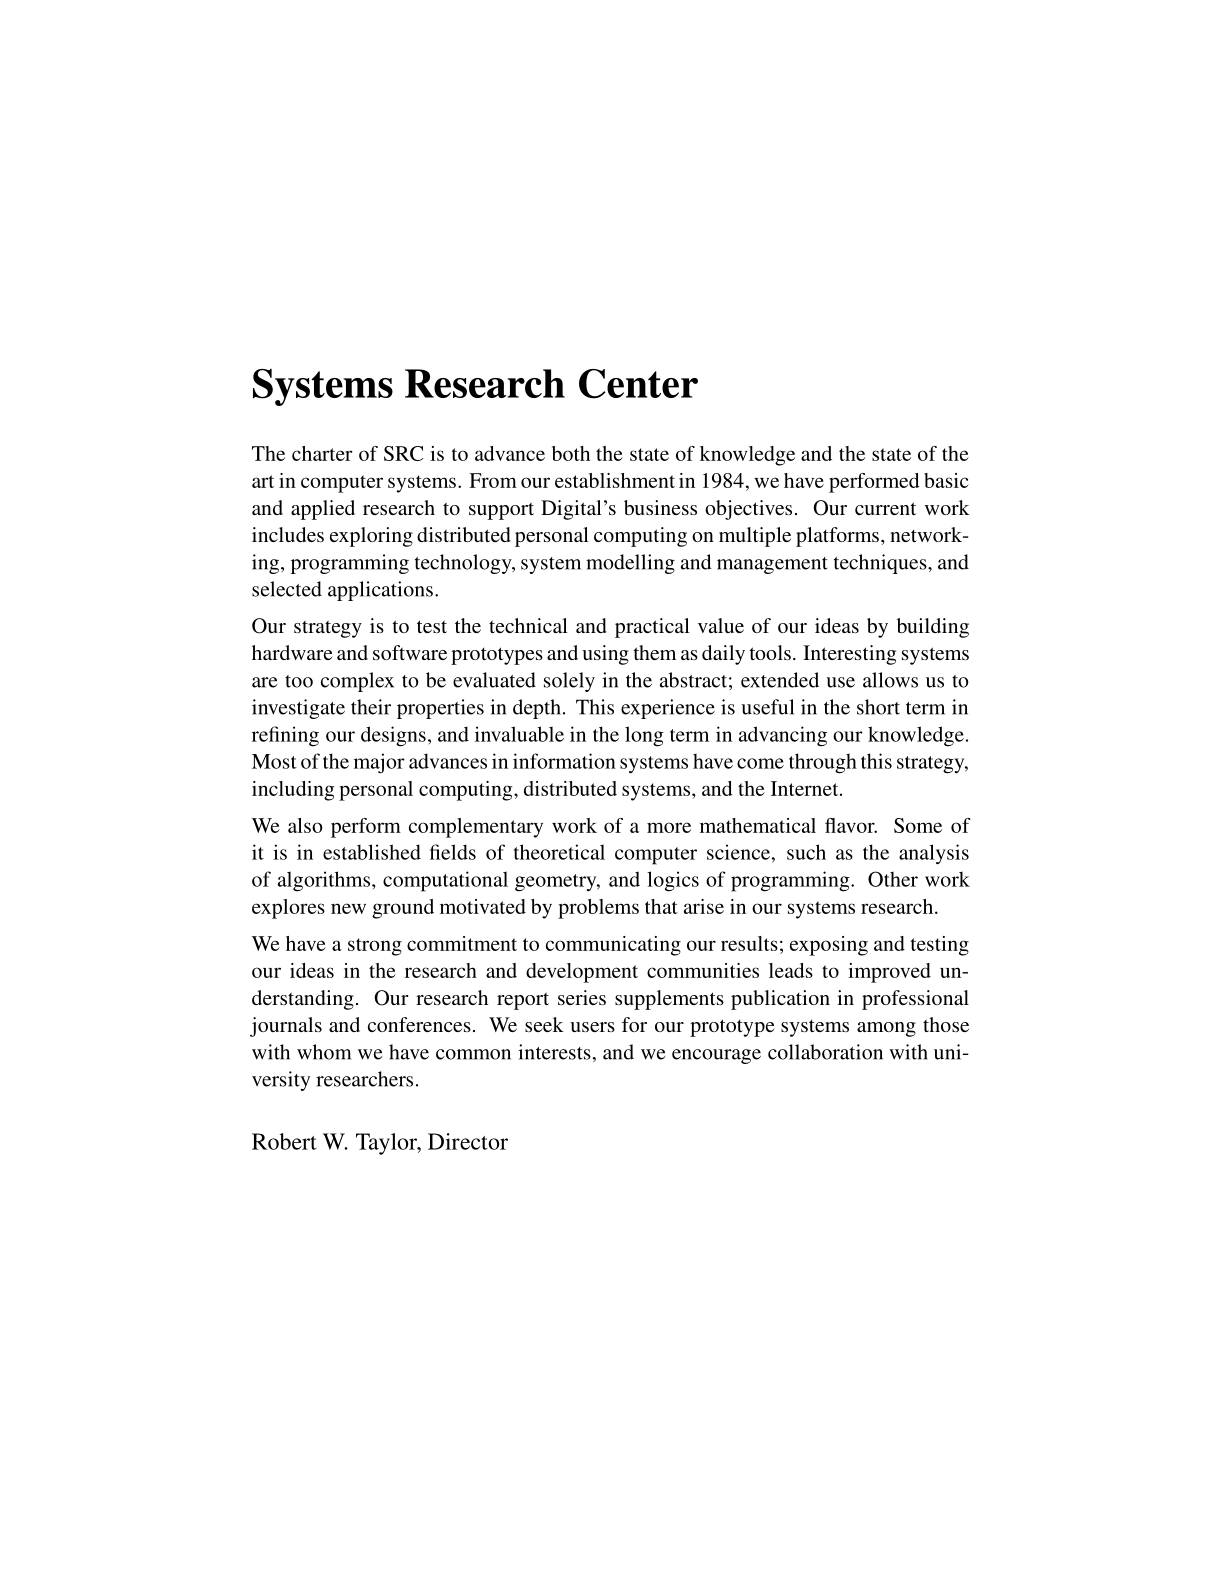 Systems Research Center
The charter of SRC is to advance both the state of knowledge and the state of the
art in computer systems. From our establishment in 1984, we have performed basic
and applied research to support Digital's business objectives. Our current work
includes exploring distributed personal computing on multiple platforms, network-
ing, programming technology, system modelling and management techniques, and
selected applications.
Our strategy is to test the technical and practical value of our ideas by building
hardware and software prototypes and using them as daily tools. Interesting systems
are too complex to be evaluated solely in the abstract; extended use allows us to
investigate their properties in depth. This experience is useful in the short term in
refining our designs, and invaluable in the long term in advancing our knowledge.
Most of the major advances in information systems have come through this strategy,
including personal computing, distributed systems, and the Internet.
We also perform complementary work of a more mathematical flavor. Some of
it is in established fields of theoretical computer science, such as the analysis
of algorithms, computational geometry, and logics of programming. Other work
explores new ground motivated by problems that arise in our systems research.
We have a strong commitment to communicating our results; exposing and testing
our ideas in the research and development communities leads to improved un-
derstanding. Our research report series supplements publication in professional
journals and conferences. We seek users for our prototype systems among those
with whom we have common interests, and we encourage collaboration with uni-
versity researchers.
Robert W. Taylor, Director